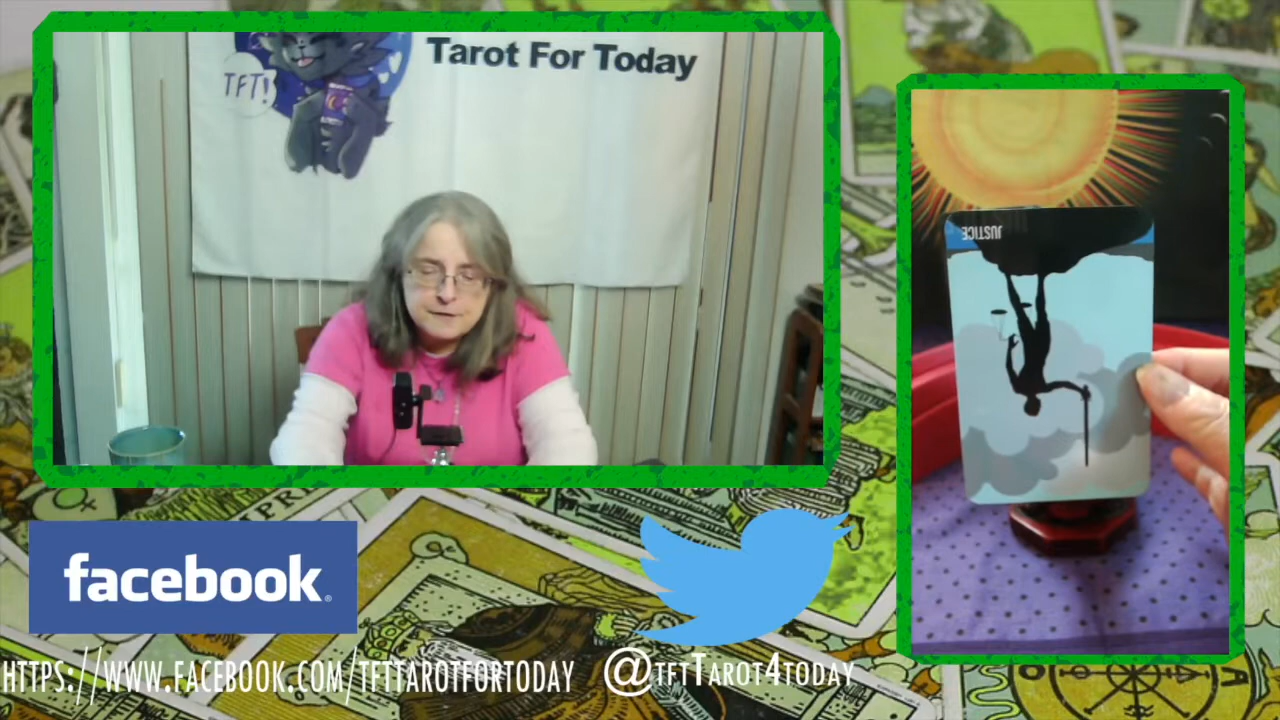 TFT!
Tarot For Today
JUSTICE
facebook®
HTTPS://WWW.FACEBOOK.COM/TFTTAROTFORTODAY
@TFTTAROT4TODAY